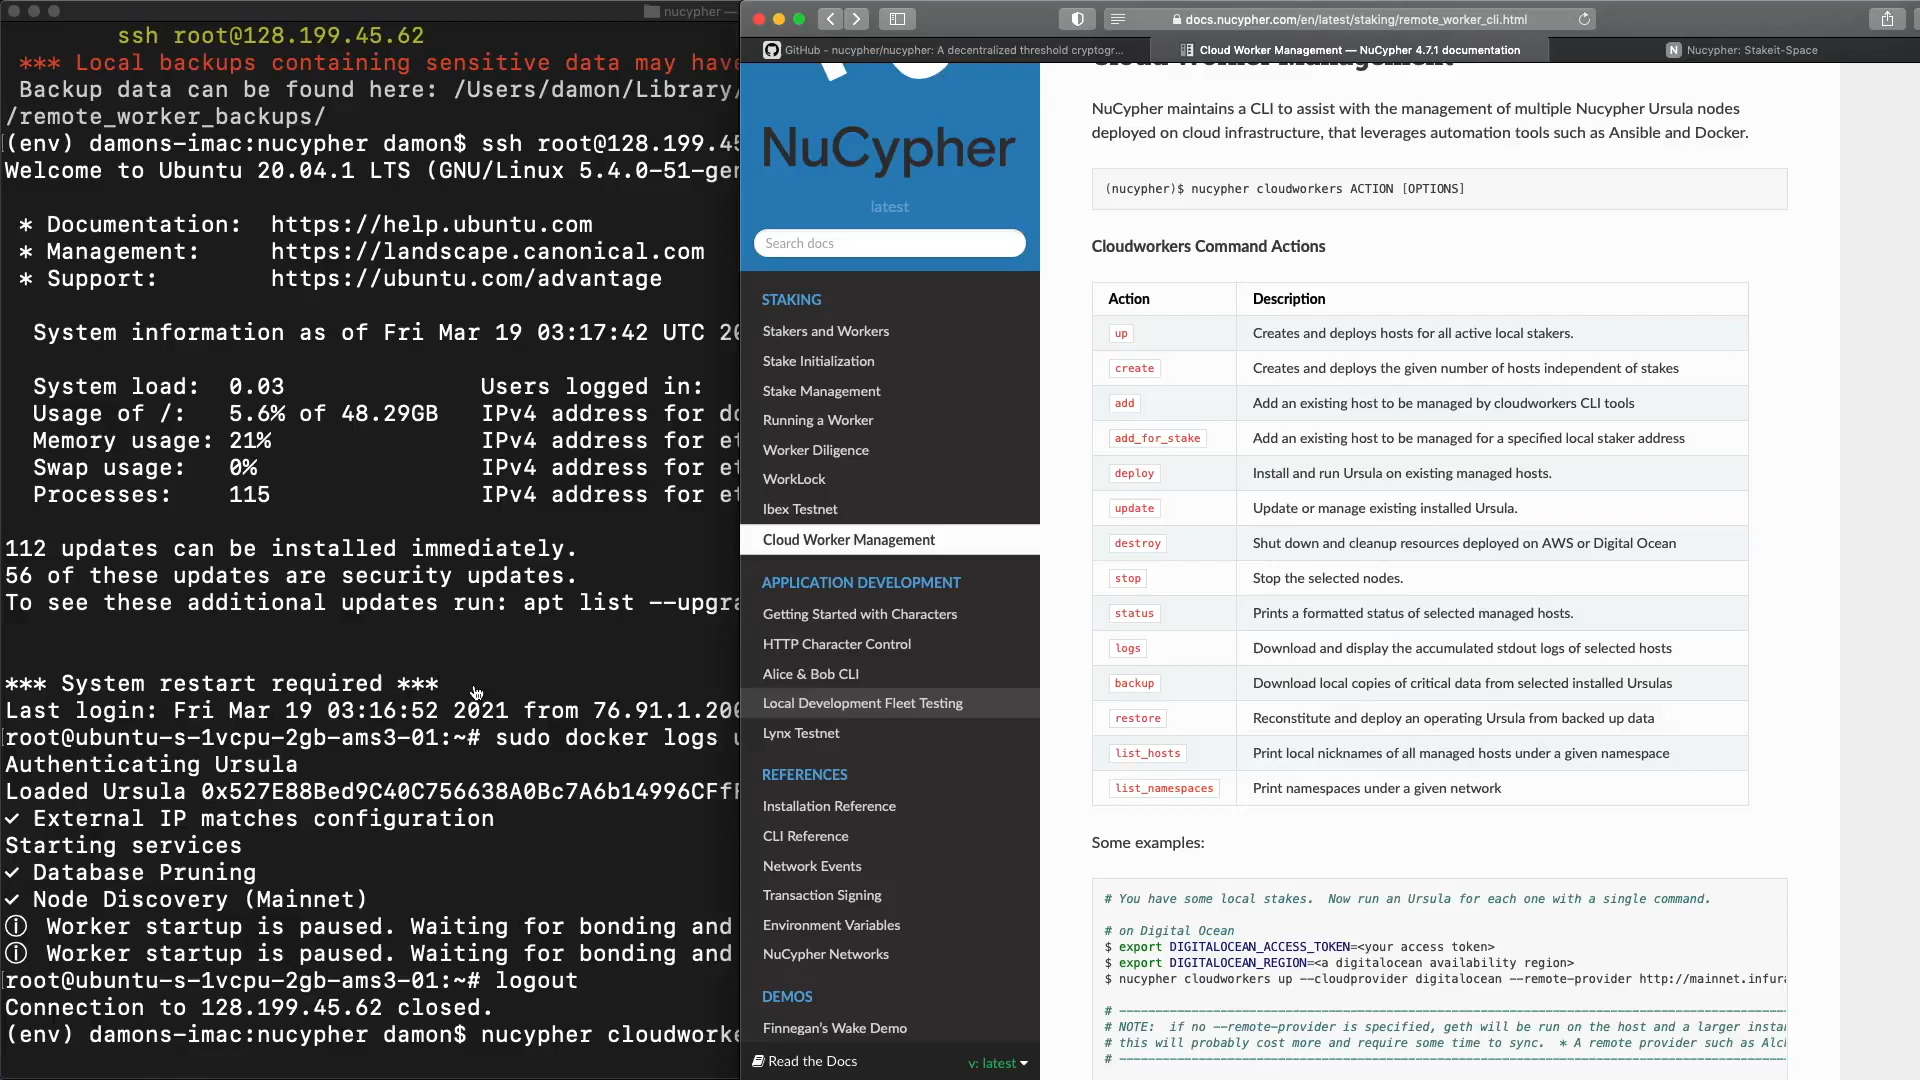 nucypher —
ssh root@128.199.45.62
*** Local backups containing sensitive data may have
Backup data can be found here: /Users/damon/Library/
/remote_worker_backups/
(env) damons-imac:nucypher damon$ ssh root@128.199.45
Welcome to Ubuntu 20.04.1 LTS (GNU/Linux 5.4.0-51-gen
* Documentation: https://help.ubuntu.com
* Management: https://landscape.canonical.com
* Support: https://ubuntu.com/advantage
System information as of Fri Mar 19 03:17:42 UTC 20
System load: 0.03 Users logged in:
Usage of /: 5.6% of 48.29GB IPv4 address for do
Memory usage: 21% IPv4 address for et
Swap usage: 0% IPv4 address for et
Processes: 115 IPv4 address for et
112 updates can be installed immediately.
56 of these updates are security updates.
To see these additional updates run: apt list --upgra
*** System restart required ***
Last login: Fri Mar 19 03:16:52 2021 from 76.91.1.200
root@ubuntu-s-1vcpu-2gb-ams3-01:~# sudo docker logs u
Authenticating Ursula
Loaded Ursula 0x527E88Bed9C40C756638A0Bc7A6b14996CFfF
✓ External IP matches configuration
Starting services
✓ Database Pruning
✓ Node Discovery (Mainnet)
ⓘ Worker startup is paused. Waiting for bonding and
ⓘ Worker startup is paused. Waiting for bonding and
root@ubuntu-s-1vcpu-2gb-ams3-01:~# logout
Connection to 128.199.45.62 closed.
(env) damons-imac:nucypher damon$ nucypher cloudworke
docs.nucypher.com/en/latest/staking/remote_worker_cli.html
GitHub - nucypher/nucypher: A decentralized threshold cryptogr...
Cloud Worker Management — NuCypher 4.7.1 documentation
N Nucypher: Stakeit-Space
NuCypher
latest
Search docs
STAKING
Stakers and Workers
Stake Initialization
Stake Management
Running a Worker
Worker Diligence
WorkLock
Ibex Testnet
Cloud Worker Management
APPLICATION DEVELOPMENT
Getting Started with Characters
HTTP Character Control
Alice & Bob CLI
Local Development Fleet Testing
Lynx Testnet
REFERENCES
Installation Reference
CLI Reference
Network Events
Transaction Signing
Environment Variables
NuCypher Networks
DEMOS
Finnegan's Wake Demo
Read the Docs v: latest
Cloud Worker Management
NuCypher maintains a CLI to assist with the management of multiple Nucypher Ursula nodes
deployed on cloud infrastructure, that leverages automation tools such as Ansible and Docker.
(nucypher)$ nucypher cloudworkers ACTION [OPTIONS]
Cloudworkers Command Actions
Action Description
up Creates and deploys hosts for all active local stakers.
create Creates and deploys the given number of hosts independent of stakes
add Add an existing host to be managed by cloudworkers CLI tools
add_for_stake Add an existing host to be managed for a specified local staker address
deploy Install and run Ursula on existing managed hosts.
update Update or manage existing installed Ursula.
destroy Shut down and cleanup resources deployed on AWS or Digital Ocean
stop Stop the selected nodes.
status Prints a formatted status of selected managed hosts.
logs Download and display the accumulated stdout logs of selected hosts
backup Download local copies of critical data from selected installed Ursulas
restore Reconstitute and deploy an operating Ursula from backed up data
list_hosts Print local nicknames of all managed hosts under a given namespace
list_namespaces Print namespaces under a given network
Some examples:
# You have some local stakes. Now run an Ursula for each one with a single command.
# on Digital Ocean
$ export DIGITALOCEAN_ACCESS_TOKEN=<your access token>
$ export DIGITALOCEAN_REGION=<a digitalocean availability region>
$ nucypher cloudworkers up --cloudprovider digitalocean --remote-provider http://mainnet.infura
# ---------------------------------------------------------------------------------------------
# NOTE: if no --remote-provider is specified, geth will be run on the host and a larger instan
# this will probably cost more and require some time to sync. * A remote provider such as Alch
# ---------------------------------------------------------------------------------------------